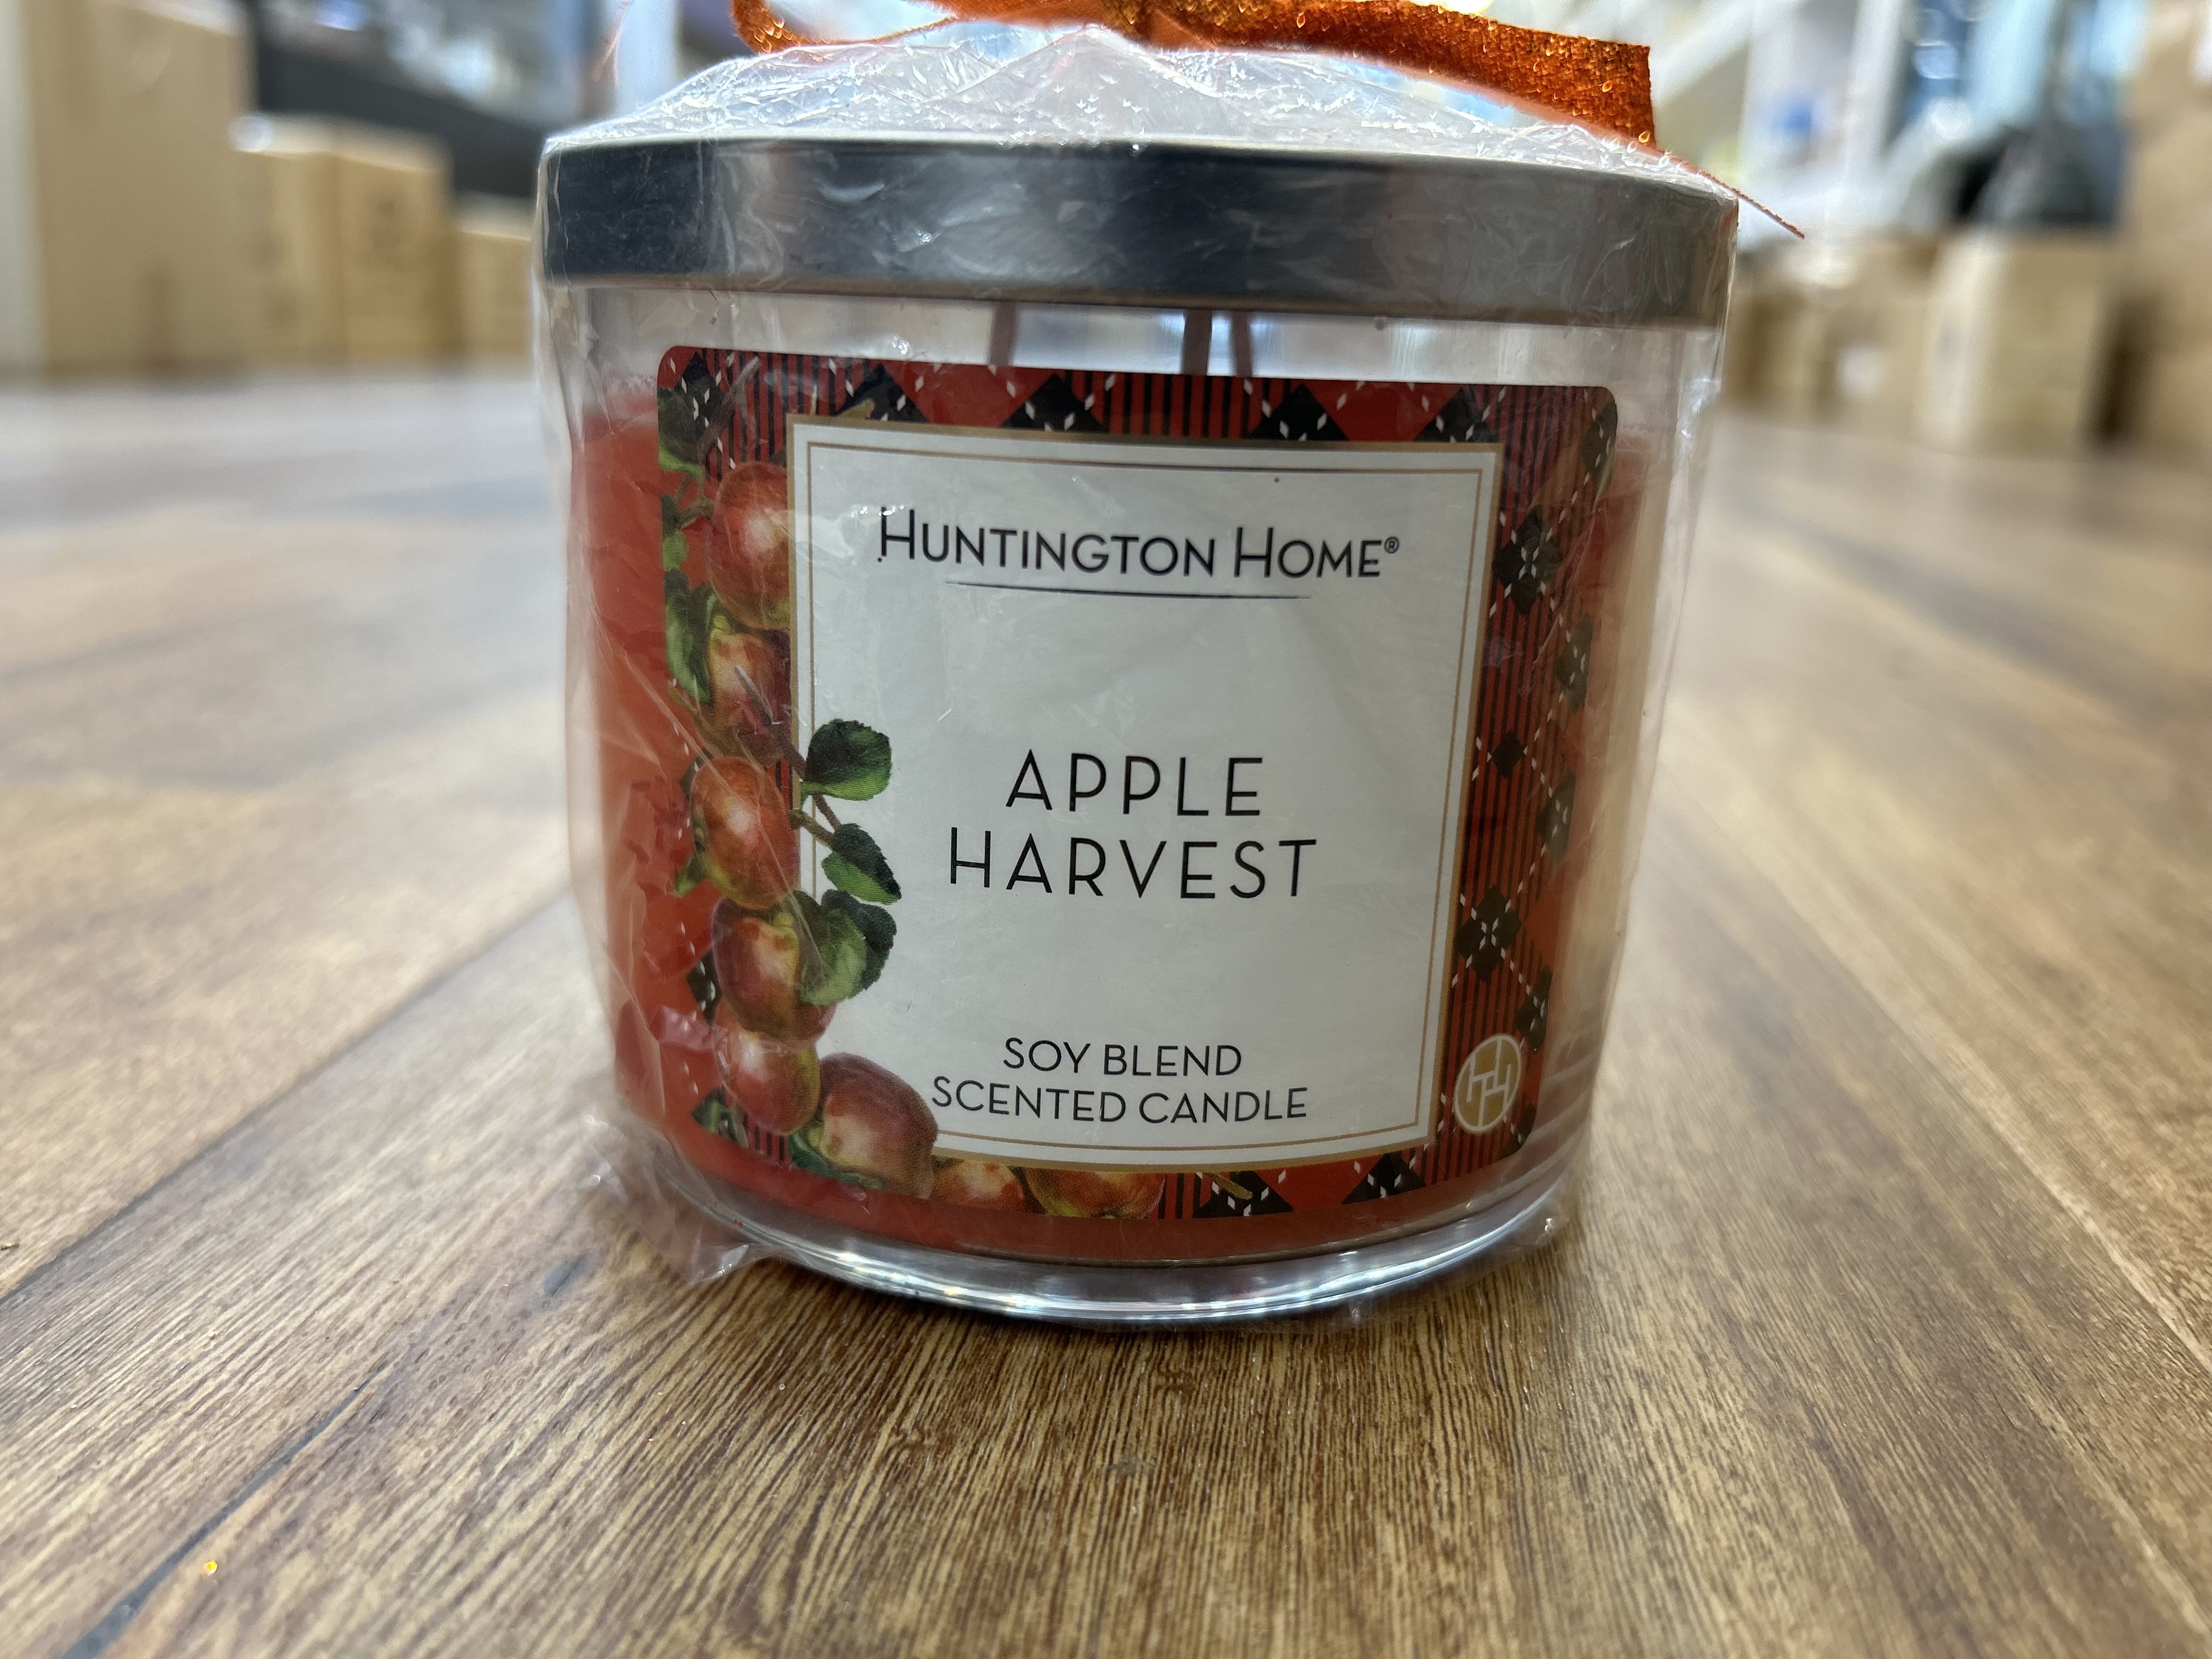 HUNTINGTON HOME®
APPLE
HARVEST
SOY BLEND
SCENTED CANDLE